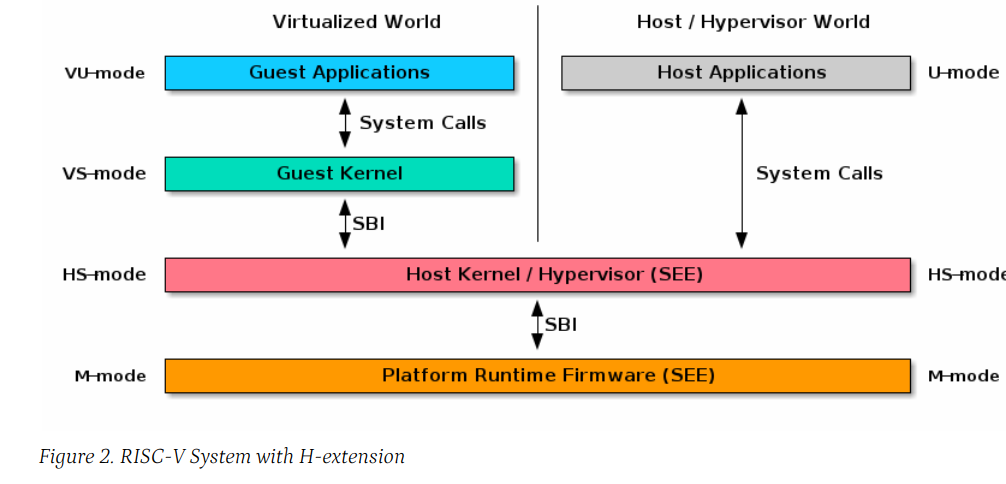 Virtualized World
Host / Hypervisor World
VU-mode
Guest Applications
Host Applications
U-mode
System Calls
VS-mode
Guest Kernel
System Calls
SBI
HS-mode
Host Kernel / Hypervisor (SEE)
HS-mode
SBI
M-mode
Platform Runtime Firmware (SEE)
M-mode
Figure 2. RISC-V System with H-extension